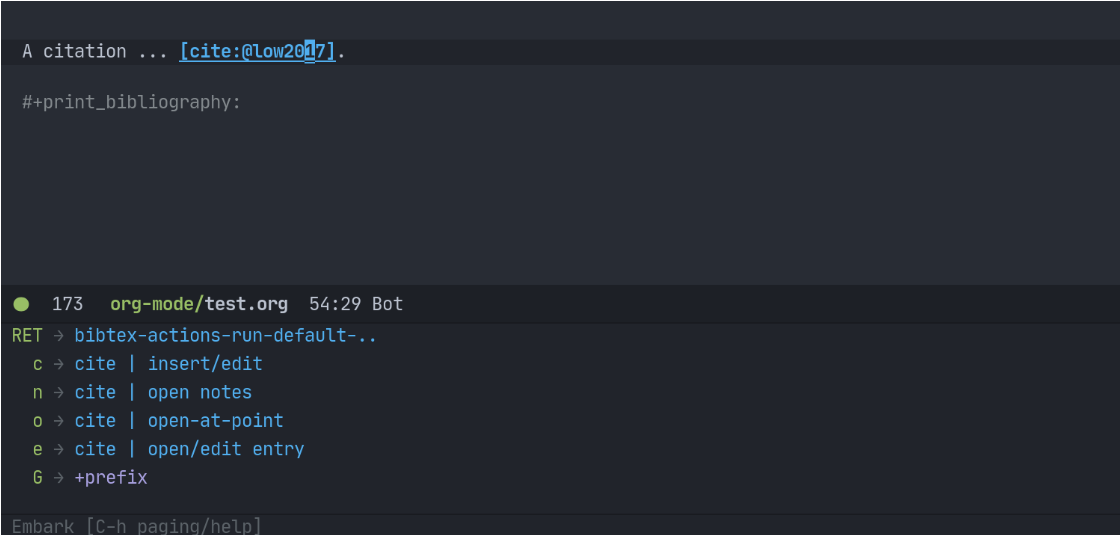 A citation ... [cite:@low2017].
#+print_bibliography:
173 org-mode/test.org 54:29 Bot
RET → bibtex-actions-run-default-..
c → cite | insert/edit
n → cite | open notes
o → cite | open-at-point
e → cite | open/edit entry
G → +prefix
Embark [C-h paging/help]